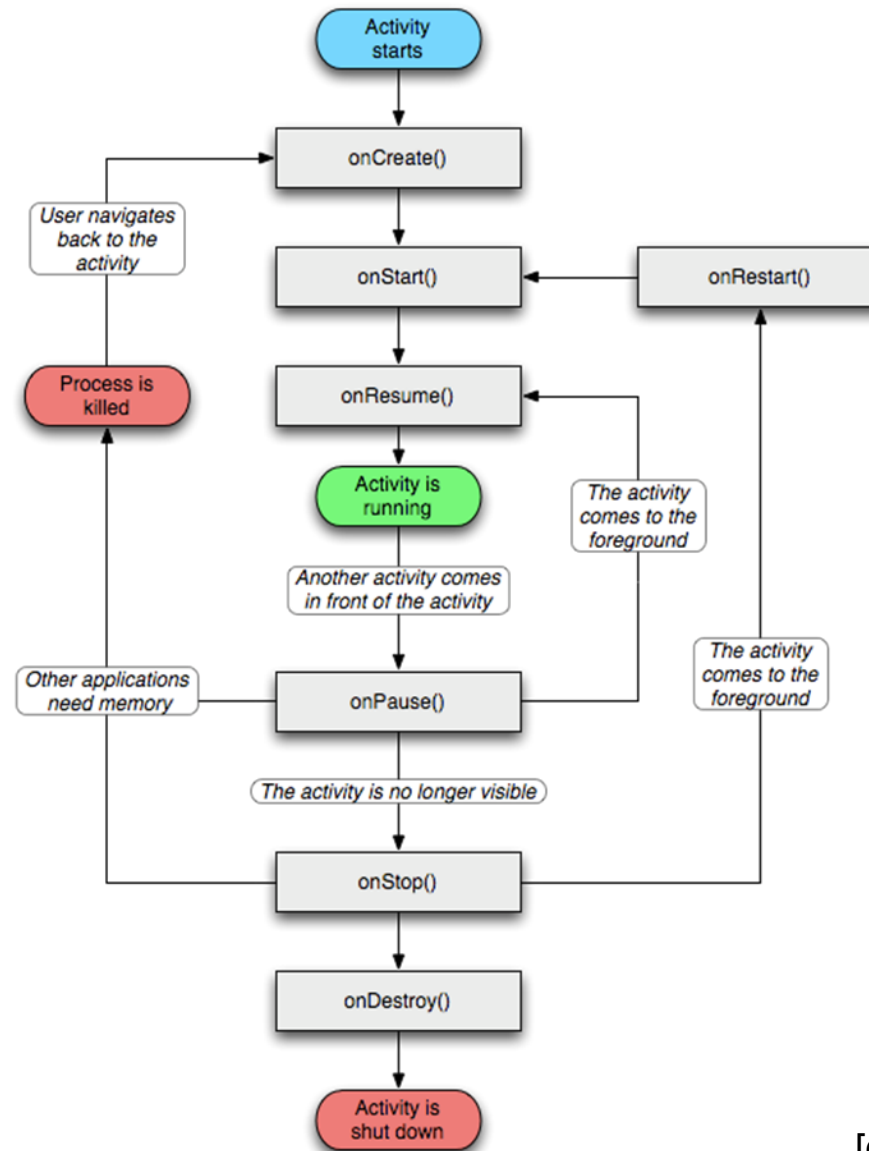 Activity
starts
onCreate()
User navigates
back to the
activity
onStart()
onRestart()
Process is
killed
onResume()
Activity is
running
The activity
comes to the
foreground
Another activity comes
in front of the activity
The activity
comes to the
foreground
Other applications
need memory
onPause()
The activity is no longer visible
onStop()
onDestroy()
Activity is
shut down
[